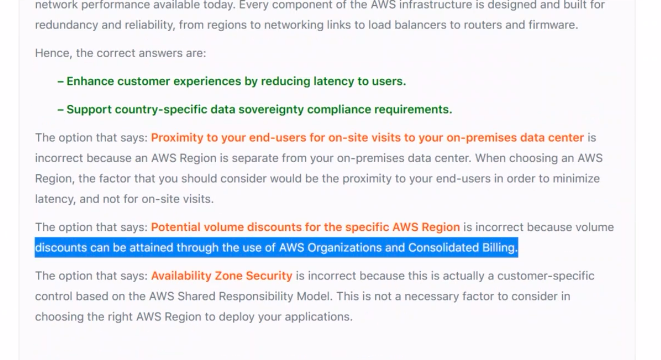 network performance available today. Every component of the AWS infrastructure is designed and built for
redundancy and reliability, from regions to networking links to load balancers to routers and firmware.
Hence, the correct answers are:
– Enhance customer experiences by reducing latency to users.
– Support country-specific data sovereignty compliance requirements.
The option that says: Proximity to your end-users for on-site visits to your on-premises data center is
incorrect because an AWS Region is separate from your on-premises data center. When choosing an AWS
Region, the factor that you should consider would be the proximity to your end-users in order to minimize
latency, and not for on-site visits.
The option that says: Potential volume discounts for the specific AWS Region is incorrect because volume
discounts can be attained through the use of AWS Organizations and Consolidated Billing.
The option that says: Availability Zone Security is incorrect because this is actually a customer-specific
control based on the AWS Shared Responsibility Model. This is not a necessary factor to consider in
choosing the right AWS Region to deploy your applications.